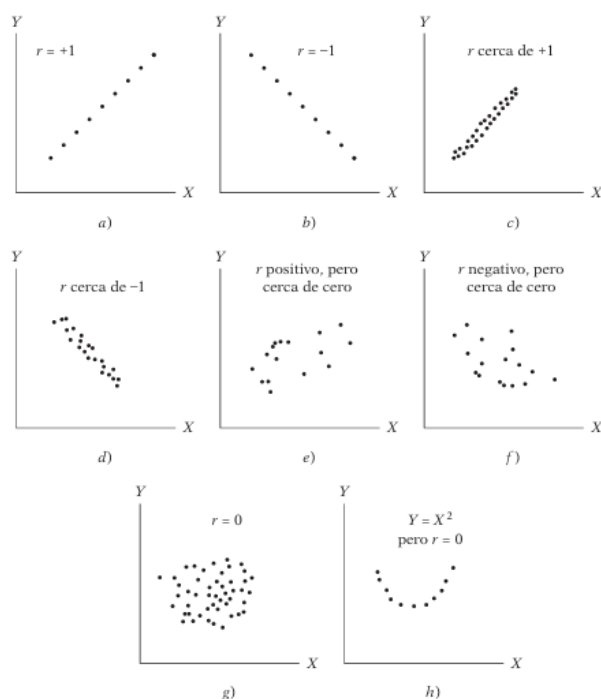 Y
r = +1
X
a)
Y
r = −1
X
b)
Y
r cerca de +1
X
c)
Y
r cerca de −1
X
d)
Y
r positivo, pero
cerca de cero
X
e)
Y
r negativo, pero
cerca de cero
X
f)
Y
r = 0
X
g)
Y
Y = X²
pero r = 0
X
h)